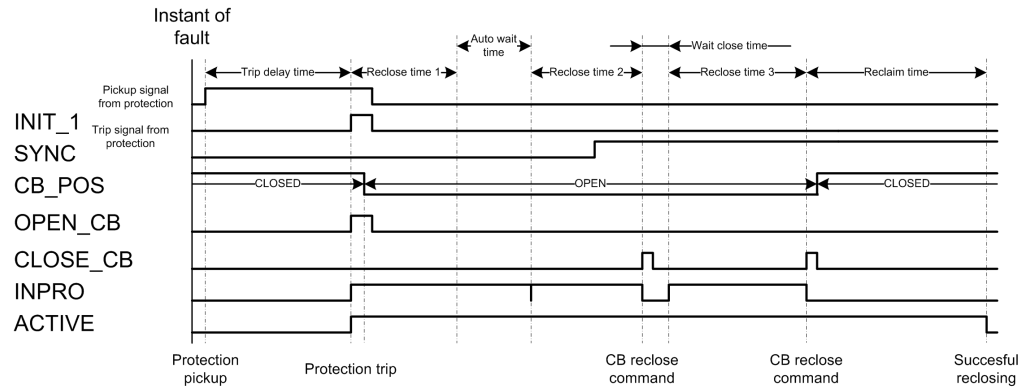 Instant of
fault
Auto wait
time
Wait close time
Trip delay time
Reclose time 1
Reclose time 2
Reclose time 3
Reclaim time
Pickup signal
from protection
INIT_1
Trip signal from
protection
SYNC
CB_POS
CLOSED
OPEN
CLOSED
OPEN_CB
CLOSE_CB
INPRO
ACTIVE
Protection
pickup
Protection trip
CB reclose
command
CB reclose
command
Succesful
reclosing